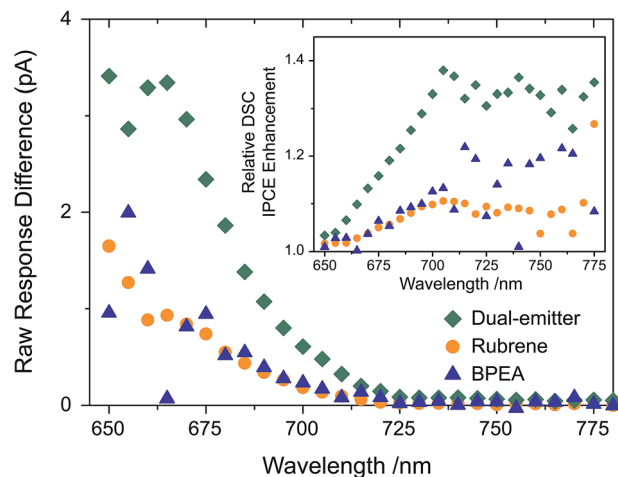 Raw Response Difference (pA)
4
2
0
650
675
700
725
750
775
Wavelength /nm
Relative DSC
IPCE Enhancement
1.4
1.2
1.0
650
675
700
725
750
775
Wavelength /nm
Dual-emitter
Rubrene
BPEA